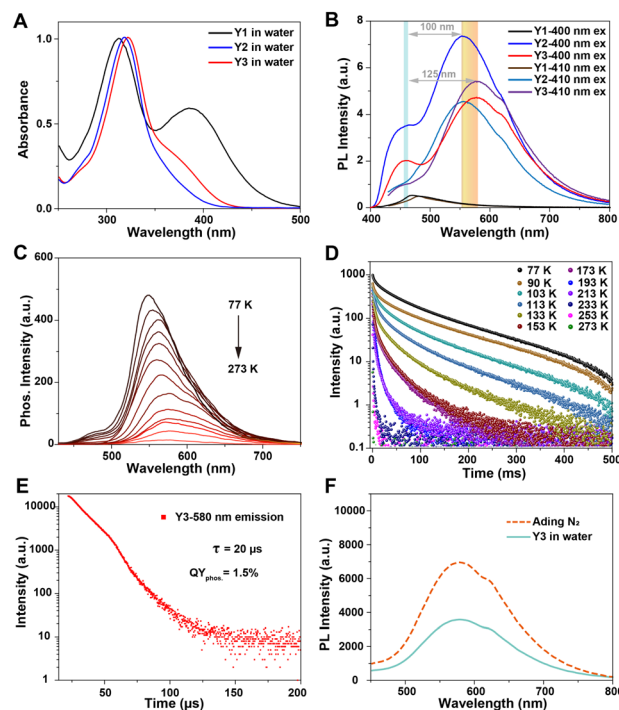 A
Y1 in water
Y2 in water
Y3 in water
1.0
0.5
0.0
Absorbance
300
400
500
Wavelength (nm)
B
100 nm
125 nm
Y1-400 nm ex
Y2-400 nm ex
Y3-400 nm ex
Y1-410 nm ex
Y2-410 nm ex
Y3-410 nm ex
8
6
4
2
0
PL Intensity (a.u.)
400
500
600
700
800
Wavelength (nm)
C
77 K
273 K
600
400
200
0
Phos. Intensity (a.u.)
500
600
700
Wavelength (nm)
D
77 K
90 K
103 K
113 K
133 K
153 K
173 K
193 K
213 K
233 K
253 K
273 K
1000
100
10
1
0.1
Intensity (a.u.)
0
100
200
300
400
500
Time (ms)
E
Y3-580 nm emission
τ = 20 µs
QYphos. = 1.5%
10000
1000
100
10
1
Intensity (a.u.)
50
100
150
200
Time (µs)
F
Ading N₂
Y3 in water
10000
8000
6000
4000
2000
0
PL Intensity (a.u.)
500
600
700
800
Wavelength (nm)